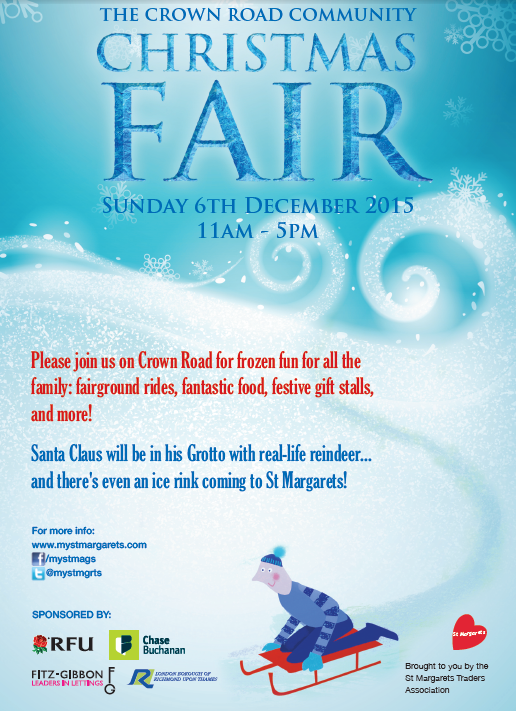 THE CROWN ROAD COMMUNITY
CHRISTMAS
FAIR
SUNDAY 6TH DECEMBER 2015
11AM - 5PM
Please join us on Crown Road for frozen fun for all the
family: fairground rides, fantastic food, festive gift stalls,
and more!
Santa Claus will be in his Grotto with real-life reindeer...
and there's even an ice rink coming to St Margarets!
For more info:
www.mystmargarets.com
/mystmags
@mystmgrts
SPONSORED BY:
RFU
Chase
Buchanan
FITZ-GIBBON
LEADERS IN LETTINGS
FG
LONDON BOROUGH OF
RICHMOND UPON THAMES
St Margarets
Brought to you by the
St Margarets Traders
Association